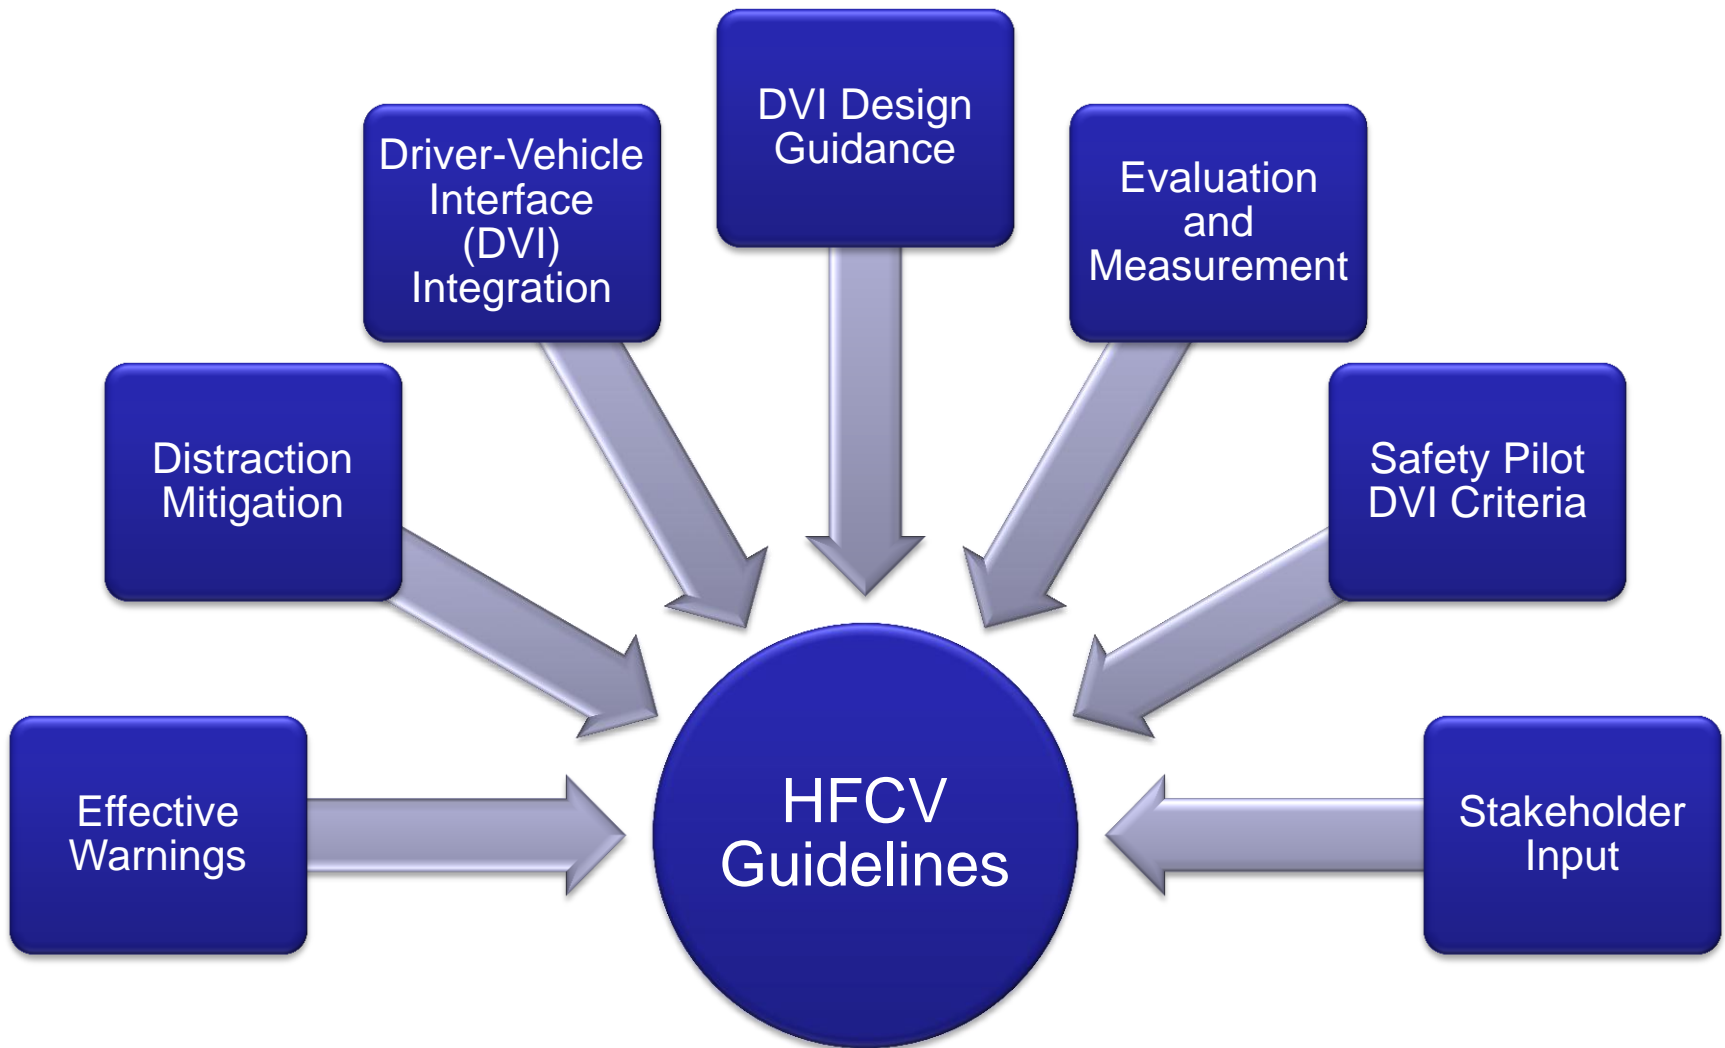 DVI Design
Guidance
Driver-Vehicle
Interface
(DVI)
Integration
Evaluation
and
Measurement
Distraction
Mitigation
Safety Pilot
DVI Criteria
Effective
Warnings
HFCV
Guidelines
Stakeholder
Input